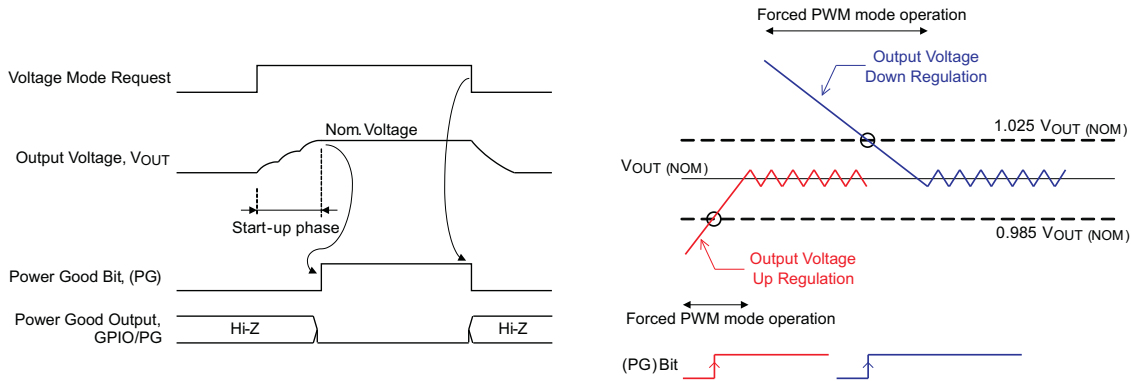 Voltage Mode Request
Nom. Voltage
Output Voltage, VOUT
Start-up phase
Power Good Bit, (PG)
Power Good Output,
GPIO/PG
Hi-Z
Hi-Z
Forced PWM mode operation
Output Voltage
Down Regulation
1.025 VOUT (NOM)
VOUT (NOM)
0.985 VOUT (NOM)
Output Voltage
Up Regulation
Forced PWM mode operation
(PG) Bit